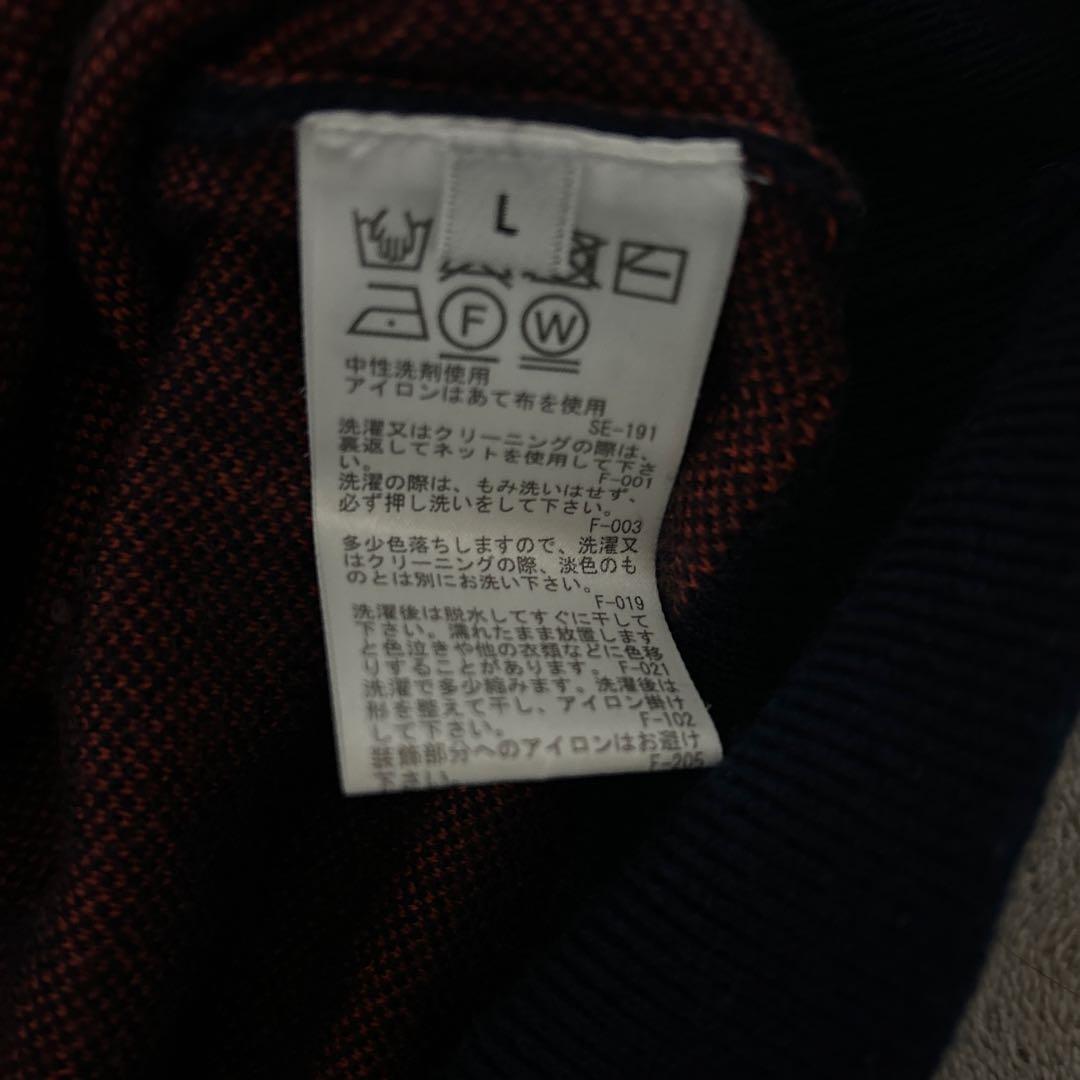 L
F W
中性洗剤使用
アイロンはあて布を使用
SE-191
洗濯又はクリーニングの際は、
裏返してネットを使用して下さ
い。
F-001
洗濯の際は、もみ洗いはせず、
必ず押し洗いをして下さい。
F-003
多少色落ちしますので、洗濯又
はクリーニングの際、淡色のも
のとは別にお洗い下さい。
F-019
洗濯後は脱水してすぐに干して
下さい。濡れたまま放置します
と色泣きや他の衣類などに色移
りすることがあります。 F-021
洗濯で多少縮みます。洗濯後は
形を整えて干し、アイロン掛け
して下さい。
F-102
装飾部分へのアイロンはお避け
下さい。
F-205